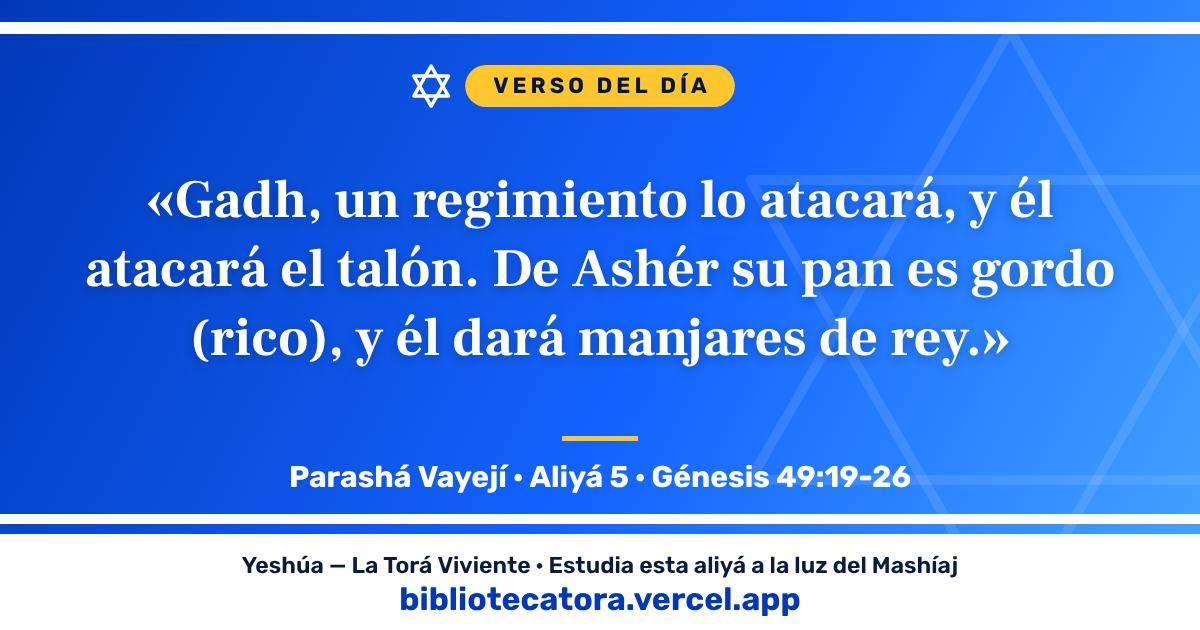 VERSO DEL DÍA
«Gadh, un regimiento lo atacará, y él
atacará el talón. De Ashér su pan es gordo
(rico), y él dará manjares de rey.»
Parashá Vayejí • Aliyá 5 • Génesis 49:19-26
Yeshúa — La Torá Viviente • Estudia esta aliyá a la luz del Mashíaj
bibliotecatora.vercel.app